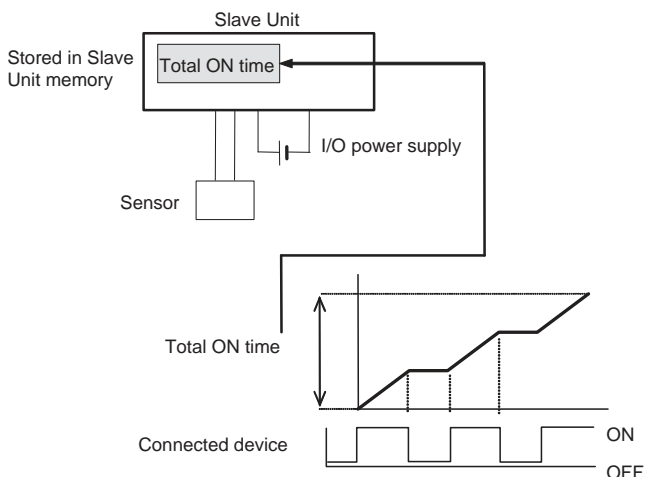 Slave Unit
Stored in Slave
Unit memory
Total ON time
I/O power supply
Sensor
Total ON time
Connected device
ON
OFF